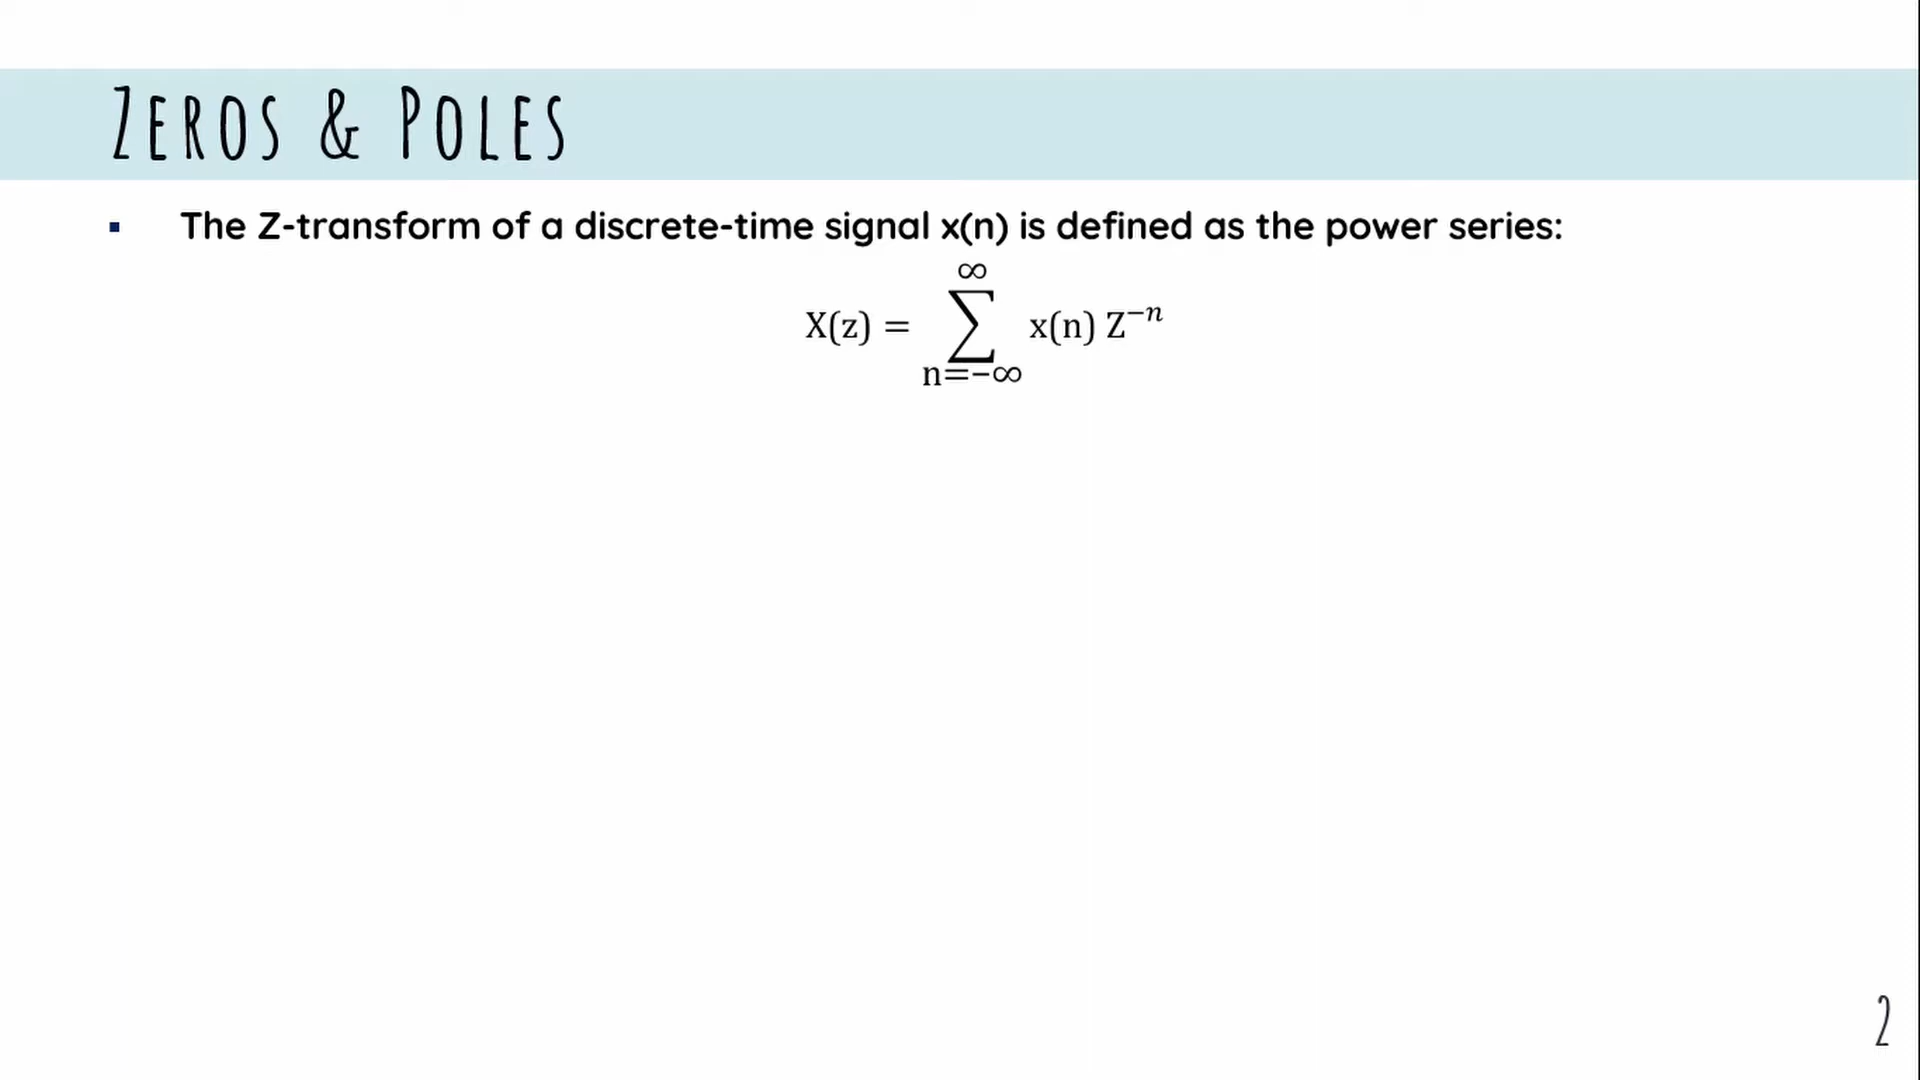 ZEROS & POLES
▪ The Z-transform of a discrete-time signal x(n) is defined as the power series:
X(z) = ∑_{n=−∞}^{∞} x(n) Z^{−n}
2